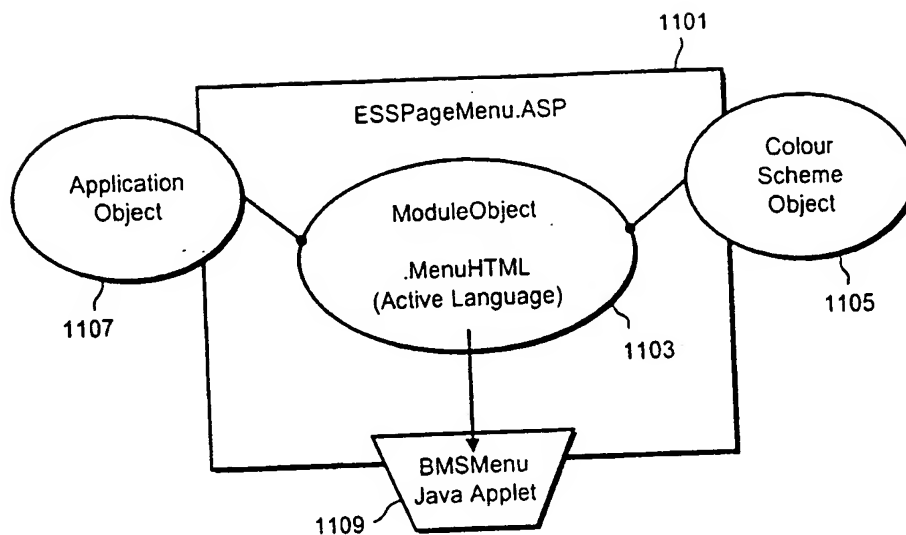 1101
ESSPageMenu.ASP
Application
Object
Colour
Scheme
Object
ModuleObject
.MenuHTML
(Active Language)
1107
1105
1103
BMSMenu
Java Applet
1109